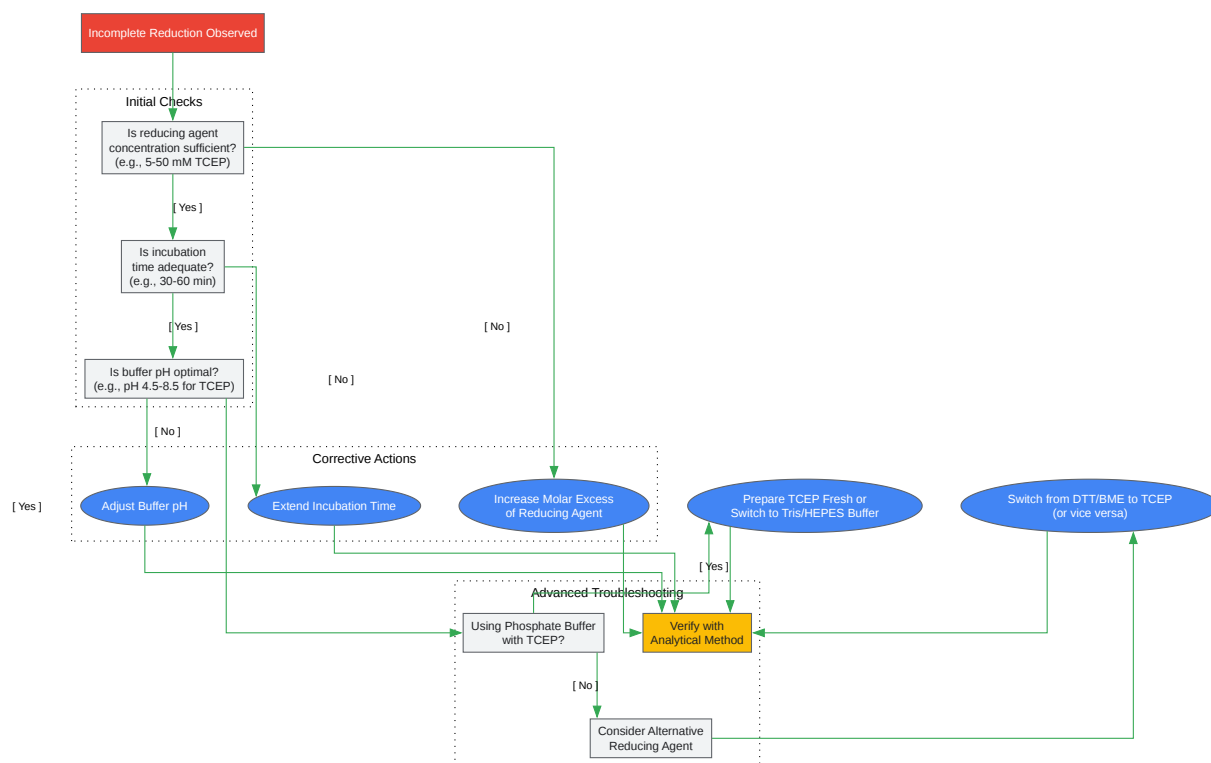 Incomplete Reduction Observed
Initial Checks
Is reducing agent
concentration sufficient?
(e.g., 5-50 mM TCEP)
[ Yes ]
Is incubation
time adequate?
(e.g., 30-60 min)
[ Yes ]
[ No ]
Is buffer pH optimal?
(e.g., pH 4.5-8.5 for TCEP)
[ No ]
[ No ]
Corrective Actions
[ Yes ]
Adjust Buffer pH
Extend Incubation Time
Increase Molar Excess
of Reducing Agent
Prepare TCEP Fresh or
Switch to Tris/HEPES Buffer
Switch from DTT/BME to TCEP
(or vice versa)
[ Yes ]
Advanced Troubleshooting
Using Phosphate Buffer
with TCEP?
Verify with
Analytical Method
[ No ]
Consider Alternative
Reducing Agent